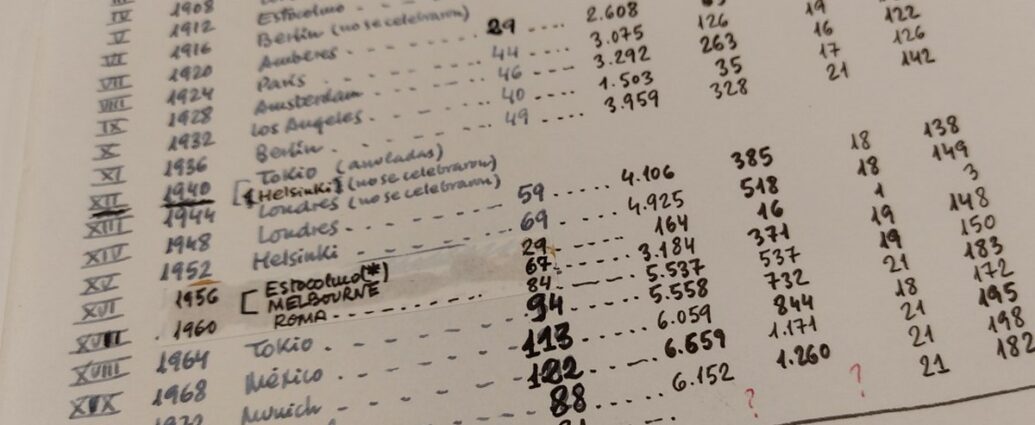 IV 1908
V 1912 Estocolmo
VI 1916 Berlín (no se celebraron)
VII 1920 Amberes 29 2.608
VIII 1924 París 44 3.075 126 19
IX 1928 Amsterdam 46 3.292 263 16 122
X 1932 Los Angeles 40 1.503 35 17 126
XI 1936 Berlín 49 3.959 328 21 142
XII 1940 [ Tokio (anoladas)
Helsinki (no se celebraron)
XIII 1944 Londres (no se celebraron)
XIV 1948 Londres 59 4.106 385 18 138
XV 1952 Helsinki 69 4.925 518 18 149
XVI 1956 [ Estocolmo (*) 29 164 16 1 3
MELBOURNE 67 3.184 371 19 148
XVII 1960 ROMA 84 5.537 537 19 150
XVIII 1964 Tokio 94 5.558 732 21 183
XIX 1968 México 113 6.059 844 18 172
1972 Munich 122 6.659 1.171 21 195
88 6.152 1.260 21 198
? ? 21 182